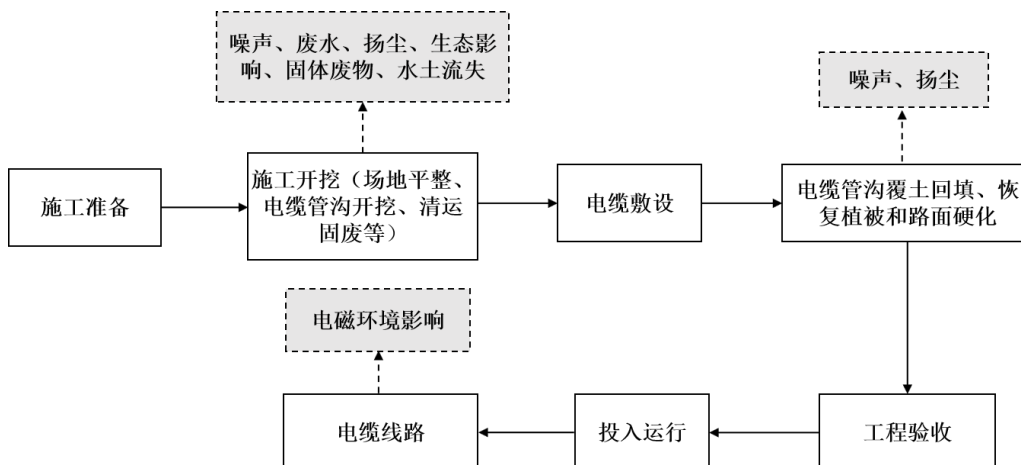 噪声、废水、扬尘、生态影
响、固体废物、水土流失
噪声、扬尘
施工准备
施工开挖（场地平整、
电缆管沟开挖、清运
固废等）
电缆敷设
电缆管沟覆土回填、恢
复植被和路面硬化
电磁环境影响
电缆线路
投入运行
工程验收